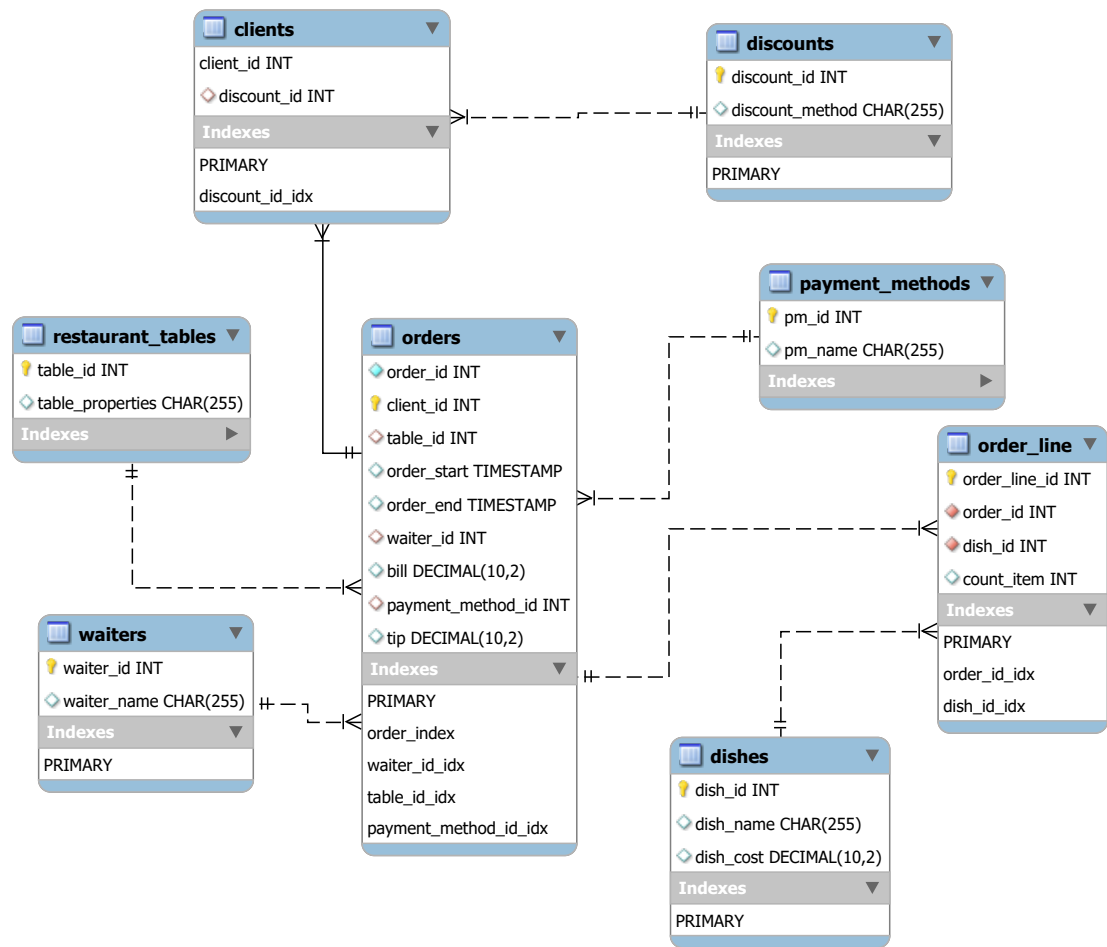 clients
client_id INT
discount_id INT
Indexes
PRIMARY
discount_id_idx
discounts
discount_id INT
discount_method CHAR(255)
Indexes
PRIMARY
payment_methods
pm_id INT
pm_name CHAR(255)
Indexes
restaurant_tables
table_id INT
table_properties CHAR(255)
Indexes
orders
order_id INT
client_id INT
table_id INT
order_start TIMESTAMP
order_end TIMESTAMP
waiter_id INT
bill DECIMAL(10,2)
payment_method_id INT
tip DECIMAL(10,2)
Indexes
PRIMARY
order_index
waiter_id_idx
table_id_idx
payment_method_id_idx
order_line
order_line_id INT
order_id INT
dish_id INT
count_item INT
Indexes
PRIMARY
order_id_idx
dish_id_idx
waiters
waiter_id INT
waiter_name CHAR(255)
Indexes
PRIMARY
dishes
dish_id INT
dish_name CHAR(255)
dish_cost DECIMAL(10,2)
Indexes
PRIMARY